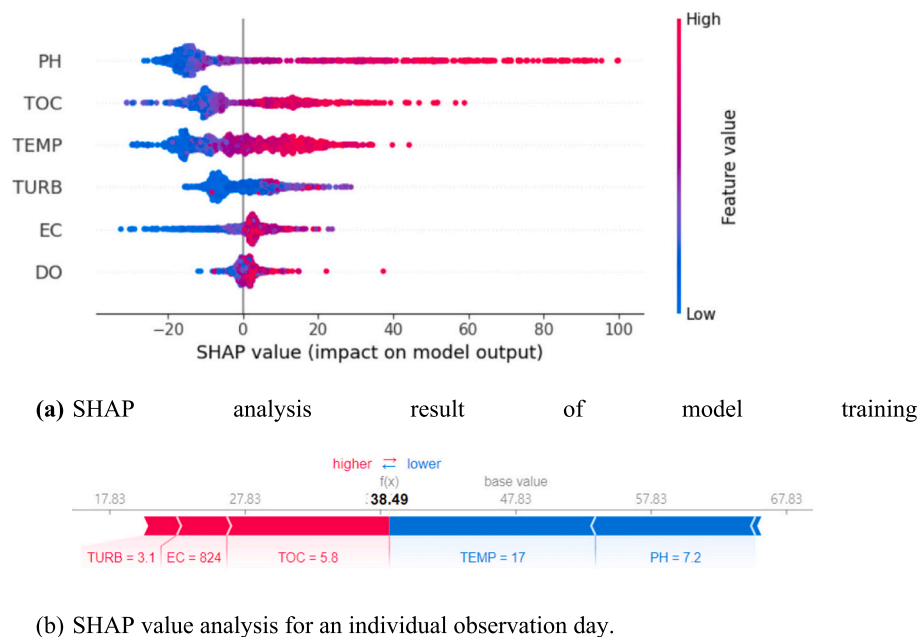 High
PH
TOC
TEMP
TURB
EC
DO
Feature value
Low
−20 0 20 40 60 80 100
SHAP value (impact on model output)
(a) SHAP analysis result of model training
higher ⇄ lower
f(x) base value
17.83 27.83 38.49 47.83 57.83 67.83
TURB = 3.1 EC = 824 TOC = 5.8 TEMP = 17 PH = 7.2
(b) SHAP value analysis for an individual observation day.